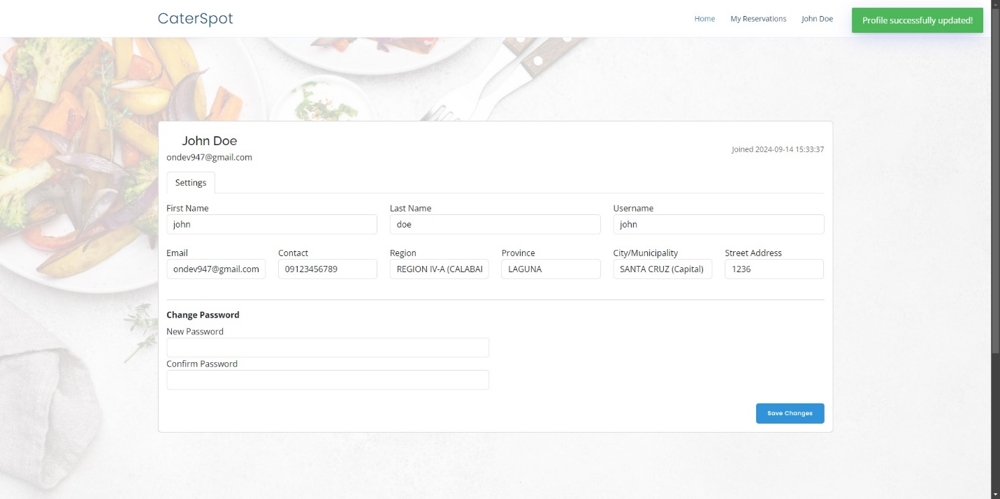 CaterSpot
Home My Reservations John Doe
Profile successfully updated!
John Doe
ondev947@gmail.com
Joined 2024-09-14 15:33:37
Settings
First Name Last Name Username
john doe john
Email Contact Region Province City/Municipality Street Address
ondev947@gmail.com 09123456789 REGION IV-A (CALABAI LAGUNA SANTA CRUZ (Capital) 1236
Change Password
New Password
Confirm Password
Save Changes